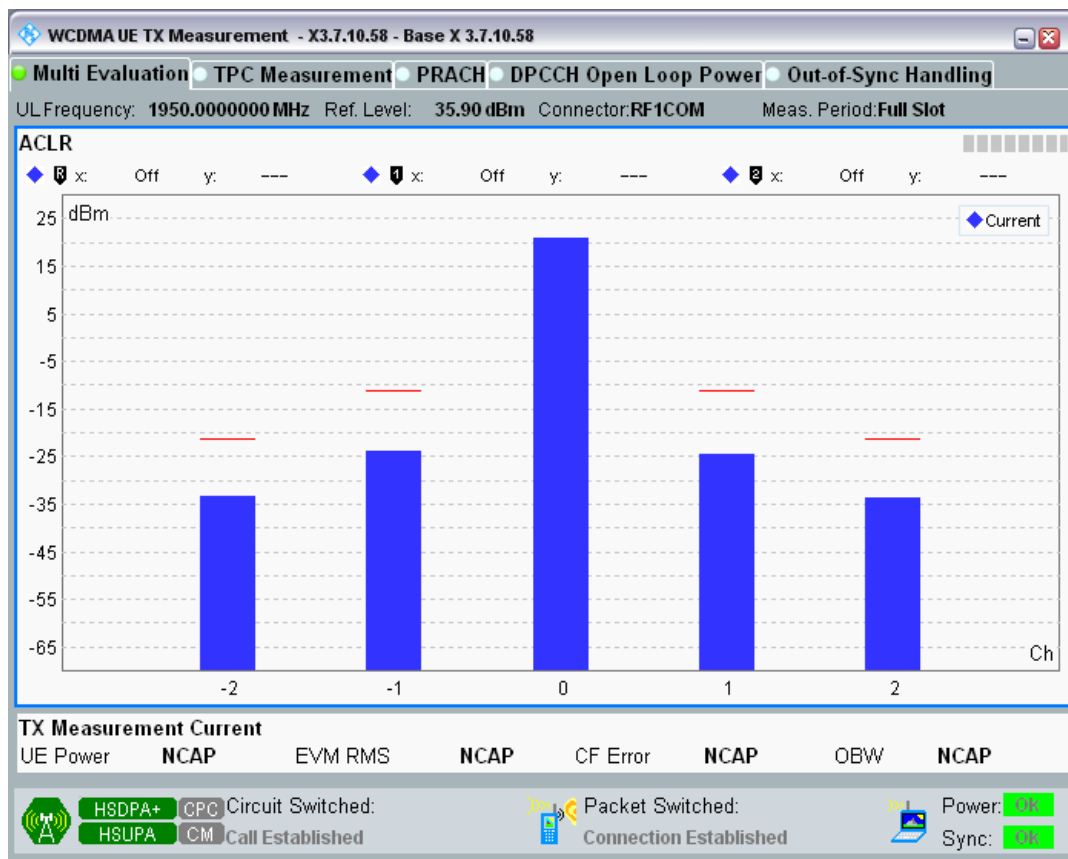 WCDMA UE TX Measurement - X3.7.10.58 - Base X 3.7.10.58
Multi Evaluation TPC Measurement PRACH DPCCH Open Loop Power Out-of-Sync Handling
UL Frequency: 1950.0000000 MHz Ref. Level: 35.90 dBm Connector:RF1COM Meas. Period:Full Slot
ACLR
R x: Off y: --- 1 x: Off y: --- 2 x: Off y: ---
dBm
Current
25
15
5
-5
-15
-25
-35
-45
-55
-65
Ch
-2 -1 0 1 2
TX Measurement Current
UE Power NCAP EVM RMS NCAP CF Error NCAP OBW NCAP
HSDPA+ CPC Circuit Switched: Packet Switched: Power: OK
HSUPA CM Call Established Connection Established Sync: OK